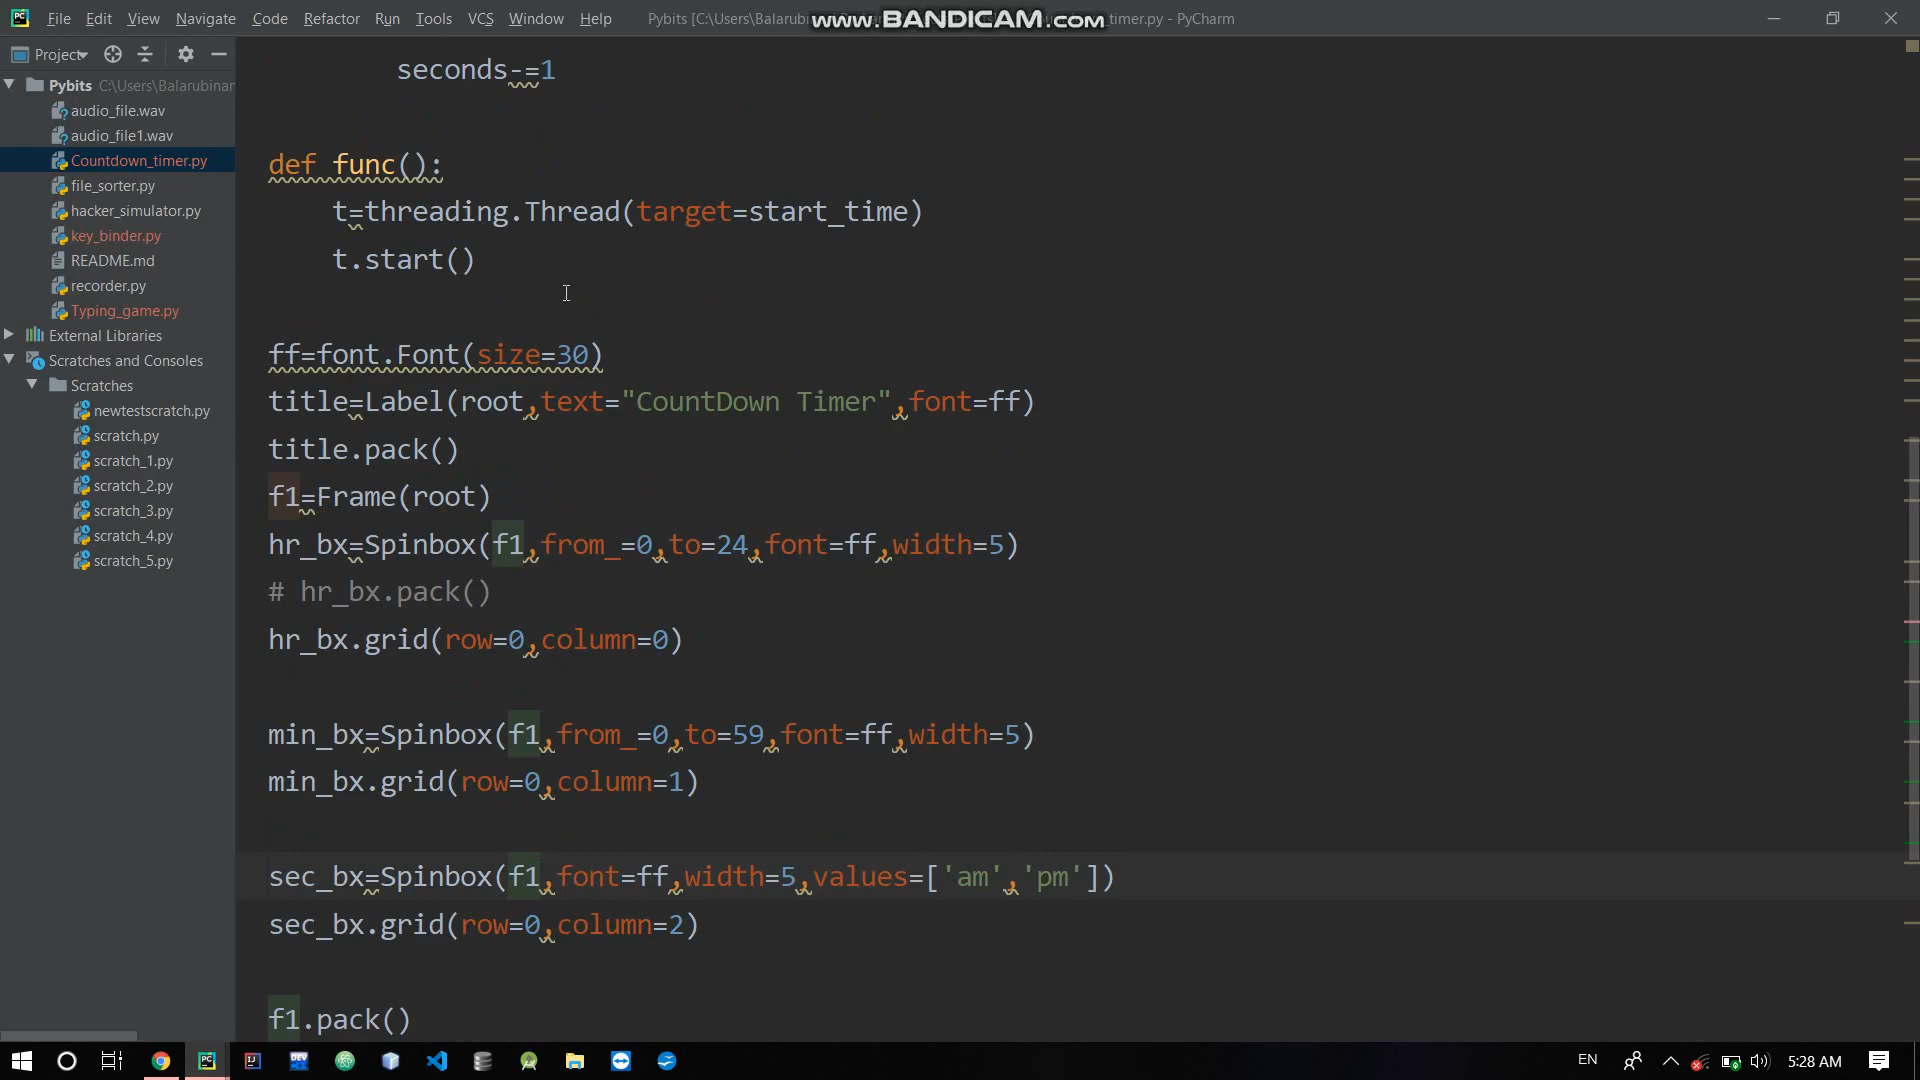 File Edit View Navigate Code Refactor Run Tools VCS Window Help Pybits [C:\Users\Balarubin www.BANDICAM.com _timer.py - PyCharm
Project
seconds-=1
Pybits C:\Users\Balarubinar
audio_file.wav
audio_file1.wav
Countdown_timer.py
file_sorter.py
hacker_simulator.py
key_binder.py
README.md
recorder.py
Typing_game.py
External Libraries
Scratches and Consoles
Scratches
newtestscratch.py
scratch.py
scratch_1.py
scratch_2.py
scratch_3.py
scratch_4.py
scratch_5.py
def func():
t=threading.Thread(target=start_time)
t.start()
ff=font.Font(size=30)
title=Label(root,text="CountDown Timer",font=ff)
title.pack()
f1=Frame(root)
hr_bx=Spinbox(f1,from_=0,to=24,font=ff,width=5)
# hr_bx.pack()
hr_bx.grid(row=0,column=0)
min_bx=Spinbox(f1,from_=0,to=59,font=ff,width=5)
min_bx.grid(row=0,column=1)
sec_bx=Spinbox(f1,font=ff,width=5,values=['am','pm'])
sec_bx.grid(row=0,column=2)
f1.pack()
EN 5:28 AM